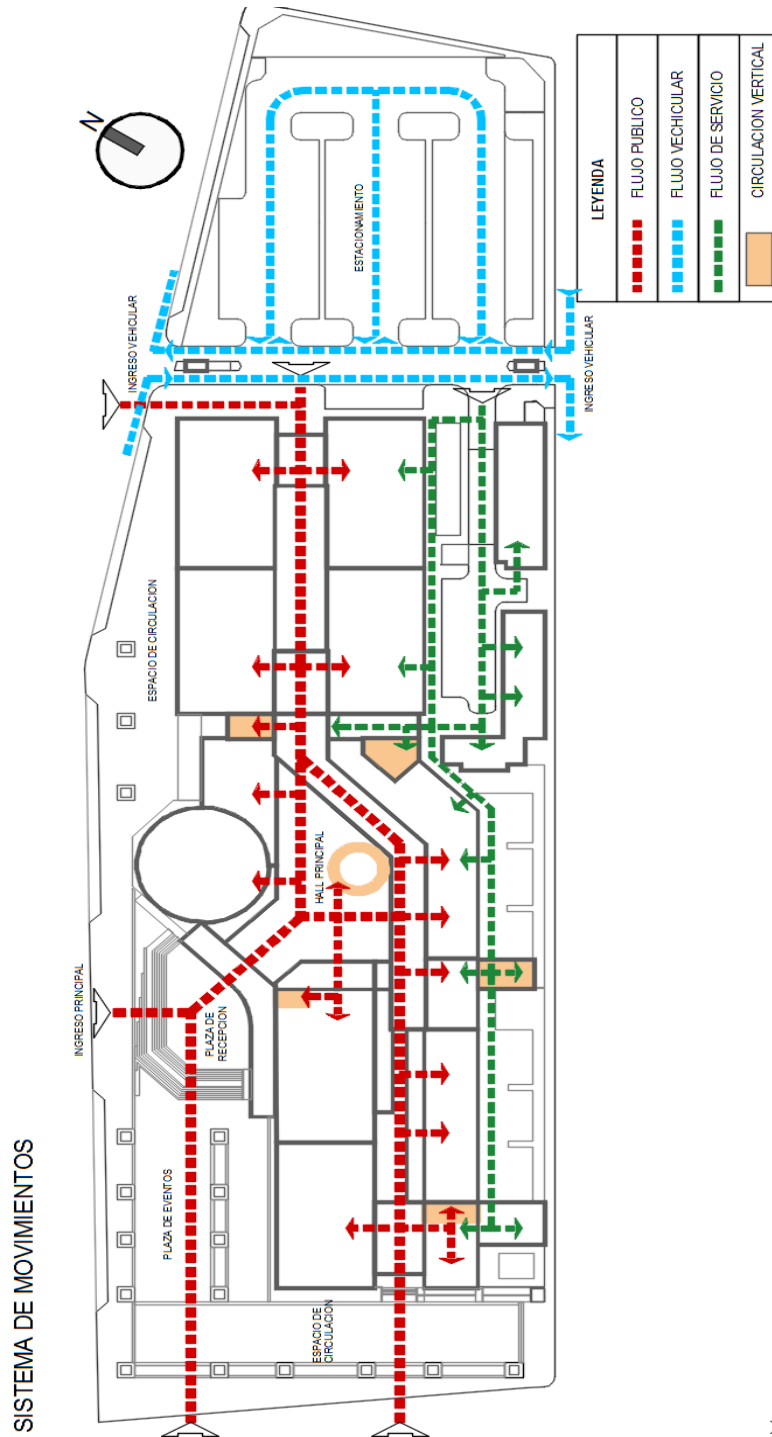 SISTEMA DE MOVIMIENTOS
N
INGRESO PRINCIPAL
INGRESO VEHICULAR
ESPACIO DE CIRCULACION
ESTACIONAMIENTO
PLAZA DE EVENTOS
PLAZA DE
RECEPCION
HALL PRINCIPAL
ESPACIO DE
CIRCULACION
INGRESO VEHICULAR
LEYENDA
FLUJO PUBLICO
FLUJO VECHICULAR
FLUJO DE SERVICIO
CIRCULACION VERTICAL